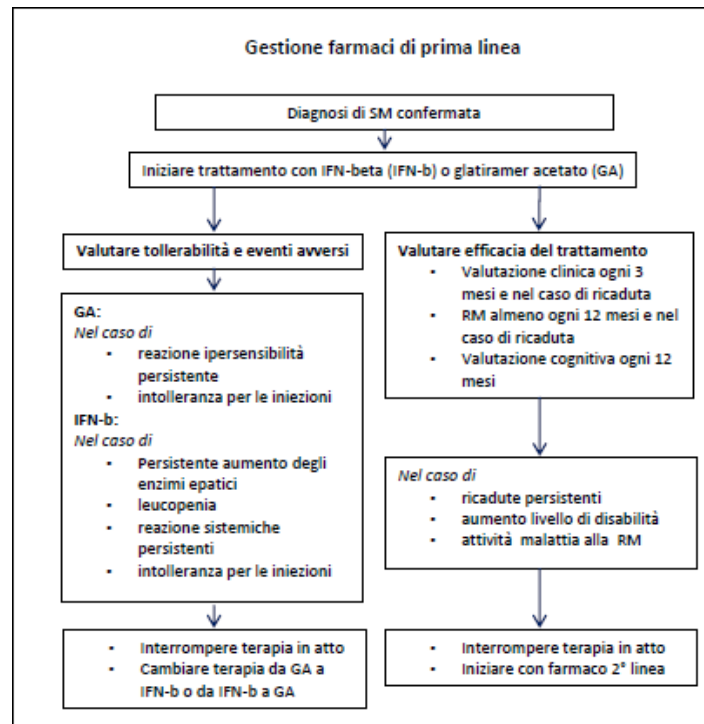 Gestione farmaci di prima linea
Diagnosi di SM confermata
Iniziare trattamento con IFN-beta (IFN-b) o glatiramer acetato (GA)
Valutare tollerabilità e eventi avversi
GA:
Nel caso di
▪ reazione ipersensibilità
persistente
▪ intolleranza per le iniezioni
IFN-b:
Nel caso di
▪ Persistente aumento degli
enzimi epatici
▪ leucopenia
▪ reazione sistemiche
persistenti
▪ intolleranza per le iniezioni
▪ Interrompere terapia in atto
▪ Cambiare terapia da GA a
IFN-b o da IFN-b a GA
Valutare efficacia del trattamento
▪ Valutazione clinica ogni 3
mesi e nel caso di ricaduta
▪ RM almeno ogni 12 mesi e nel
caso di ricaduta
▪ Valutazione cognitiva ogni 12
mesi
Nel caso di
▪ ricadute persistenti
▪ aumento livello di disabilità
▪ attività malattia alla RM
▪ Interrompere terapia in atto
▪ Iniziare con farmaco 2° linea